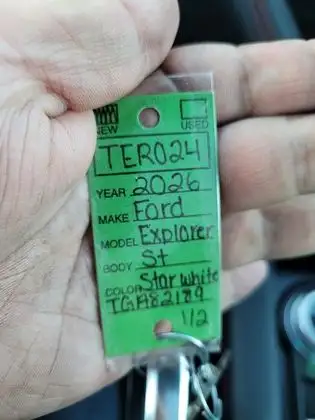 NEW USED
TER024
YEAR 2026
MAKE Ford
MODEL Explorer
BODY St
COLOR Star white
TGA82189
1/2